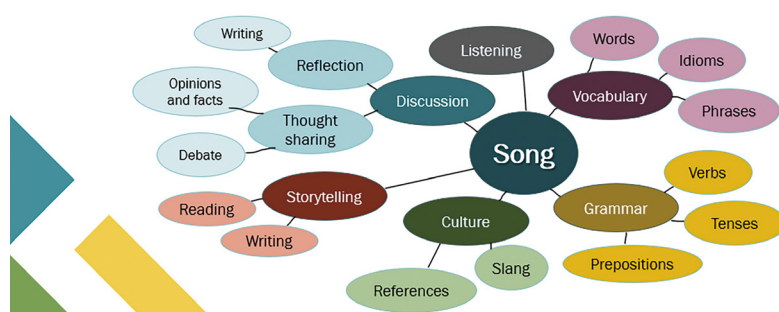 Writing
Reflection
Opinions
and facts
Thought
sharing
Debate
Discussion
Listening
Words
Idioms
Vocabulary
Phrases
Song
Storytelling
Reading
Writing
Culture
References
Slang
Verbs
Grammar
Tenses
Prepositions